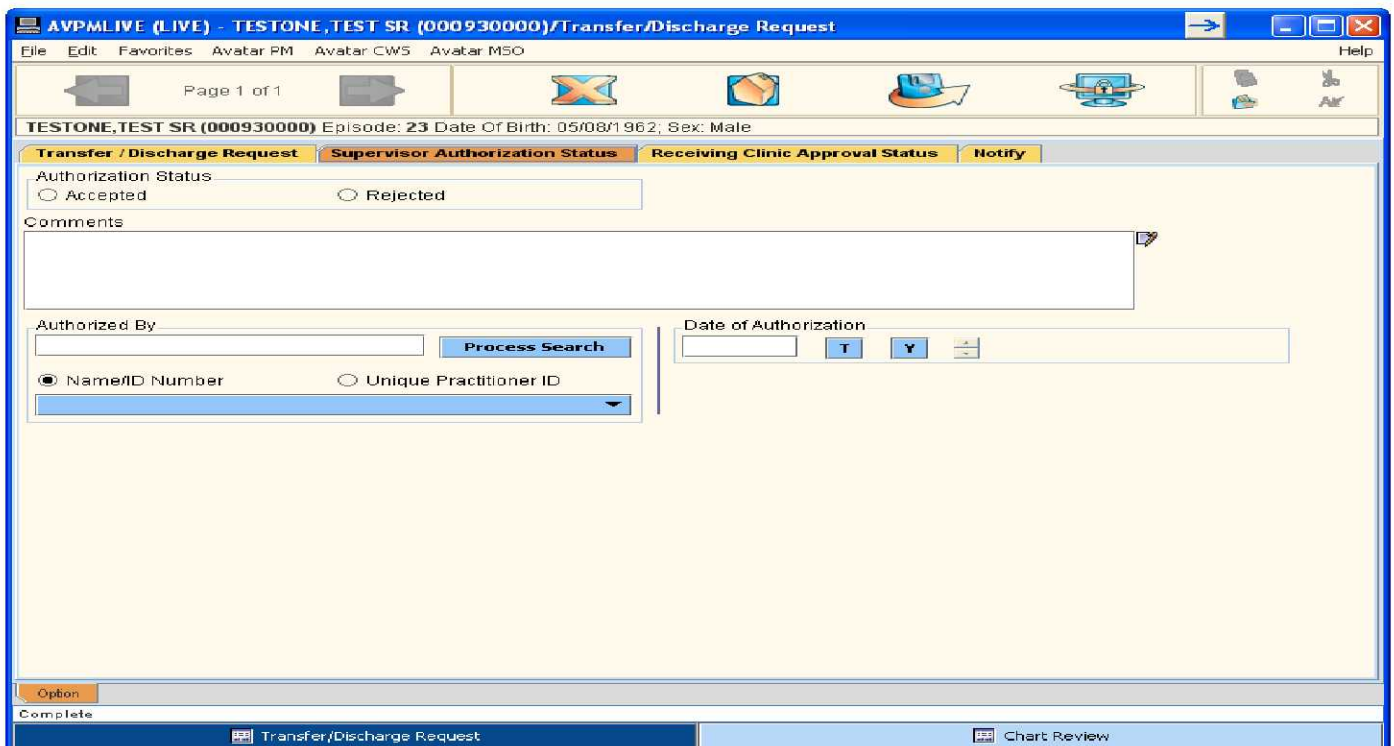 AVPMLIVE (LIVE) - TESTONE,TEST SR (000930000)/Transfer/Discharge Request
File Edit Favorites Avatar PM Avatar CWS Avatar MSO Help
Page 1 of 1
TESTONE,TEST SR (000930000) Episode: 23 Date Of Birth: 05/08/1962; Sex: Male
Transfer / Discharge Request Supervisor Authorization Status Receiving Clinic Approval Status Notify
Authorization Status
Accepted Rejected
Comments
Authorized By Date of Authorization
Process Search T Y
Name/ID Number Unique Practitioner ID
Option
Complete
Transfer/Discharge Request Chart Review